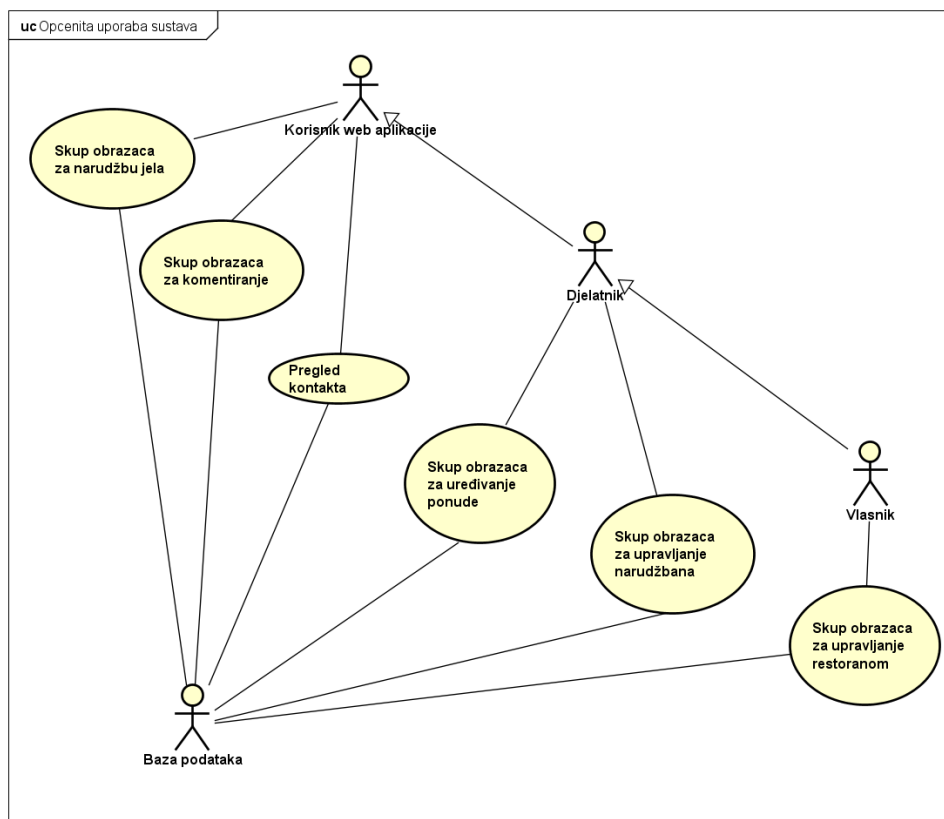 uc Opcenita uporaba sustava
Korisnik web aplikacije
Skup obrazaca
za narudžbu jela
Skup obrazaca
za komentiranje
Djelatnik
Pregled
kontakta
Skup obrazaca
za uređivanje
ponude
Vlasnik
Skup obrazaca
za upravljanje
narudžbana
Skup obrazaca
za upravljanje
restoranom
Baza podataka